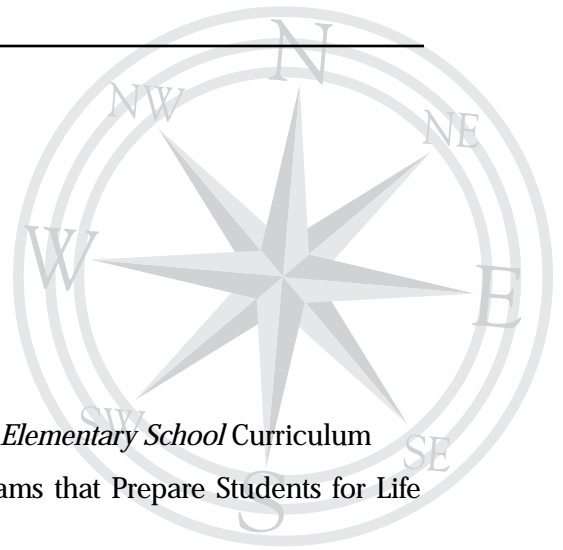 N
NW
NE
W
E
SW
Elementary School Curriculum
SE
ams that Prepare Students for Life
S